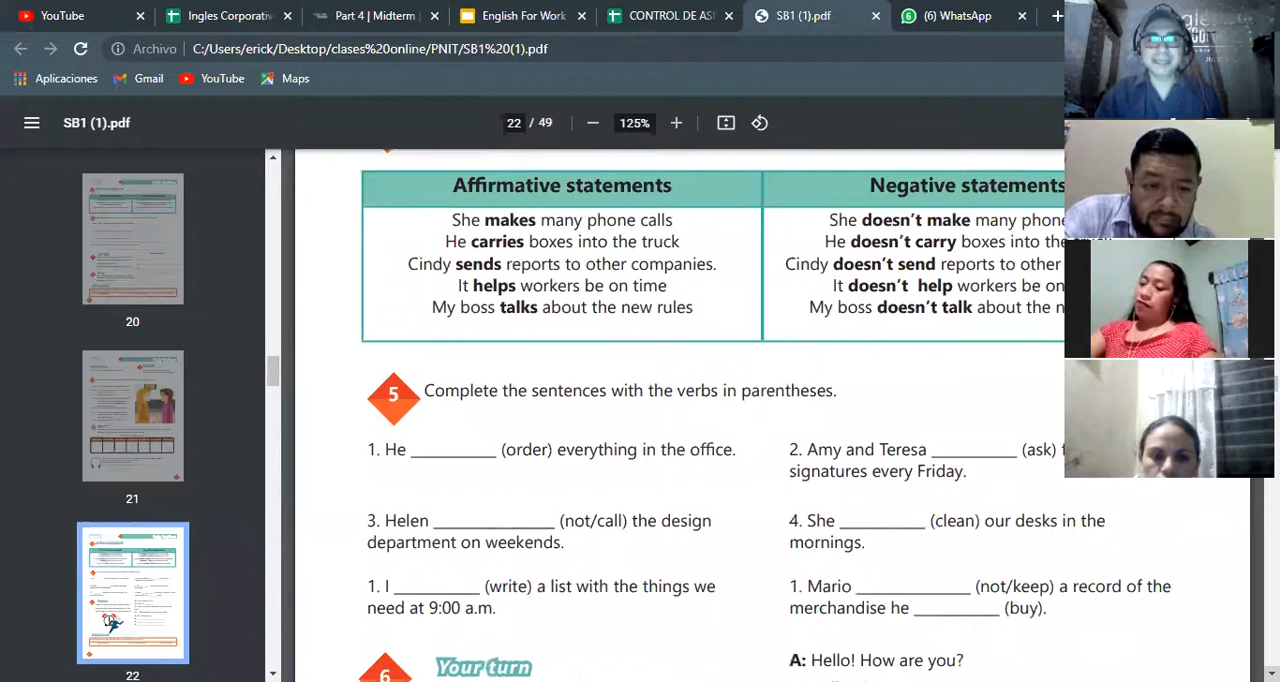 YouTube
Ingles Corporativ
Part 4 | Midterm
English For Work
CONTROL DE ASI
SB1 (1).pdf
(6) WhatsApp
Archivo
C:/Users/erick/Desktop/clases%20online/PNIT/SB1%20(1).pdf
Aplicaciones
Gmail
YouTube
Maps
SB1 (1).pdf
22 / 49
125%
20
21
22
Affirmative statements
She makes many phone calls
He carries boxes into the truck
Cindy sends reports to other companies.
It helps workers be on time
My boss talks about the new rules
Negative statements
She doesn't make many phone
He doesn't carry boxes into the
Cindy doesn't send reports to other
It doesn't help workers be on
My boss doesn't talk about the n
5 Complete the sentences with the verbs in parentheses.
1. He _________ (order) everything in the office.
2. Amy and Teresa _________ (ask)
signatures every Friday.
3. Helen _____________ (not/call) the design
department on weekends.
4. She _________ (clean) our desks in the
mornings.
1. I _________ (write) a list with the things we
need at 9:00 a.m.
1. Mario ____________ (not/keep) a record of the
merchandise he _________ (buy).
6 Your turn
A: Hello! How are you?